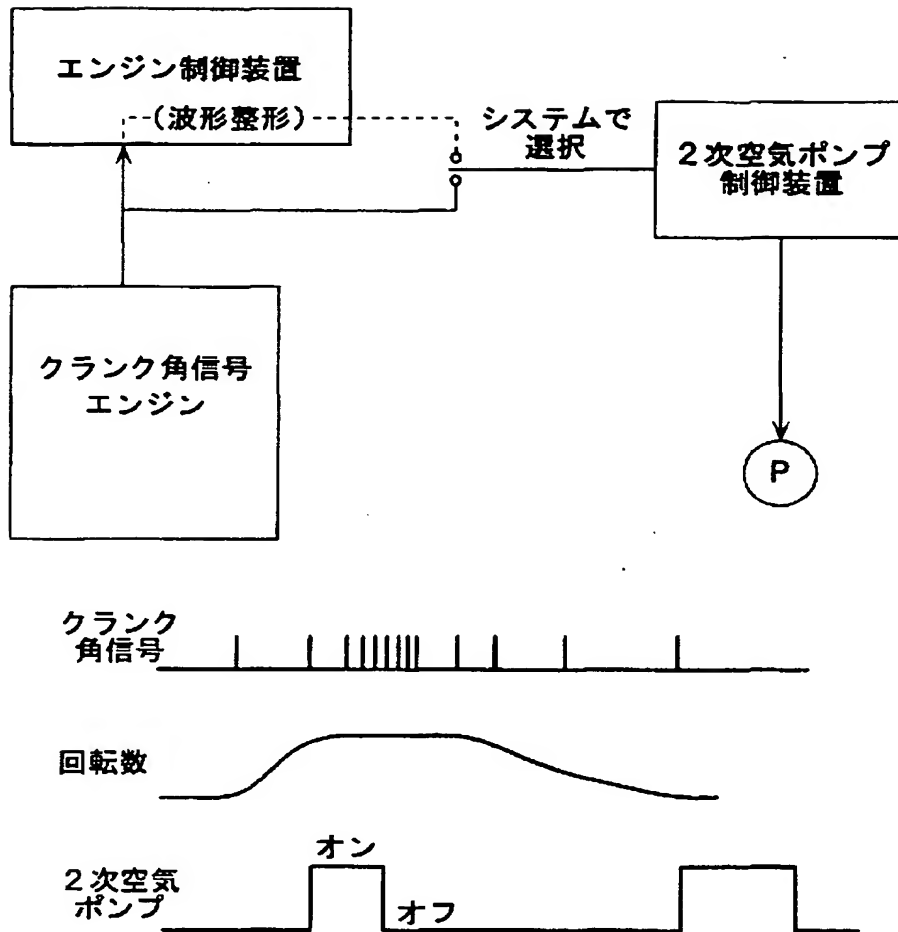 エンジン制御装置
(波形整形)
システムで
選択
2次空気ポンプ
制御装置
クランク角信号
エンジン
P
クランク
角信号
回転数
オン
2次空気
ポンプ
オフ